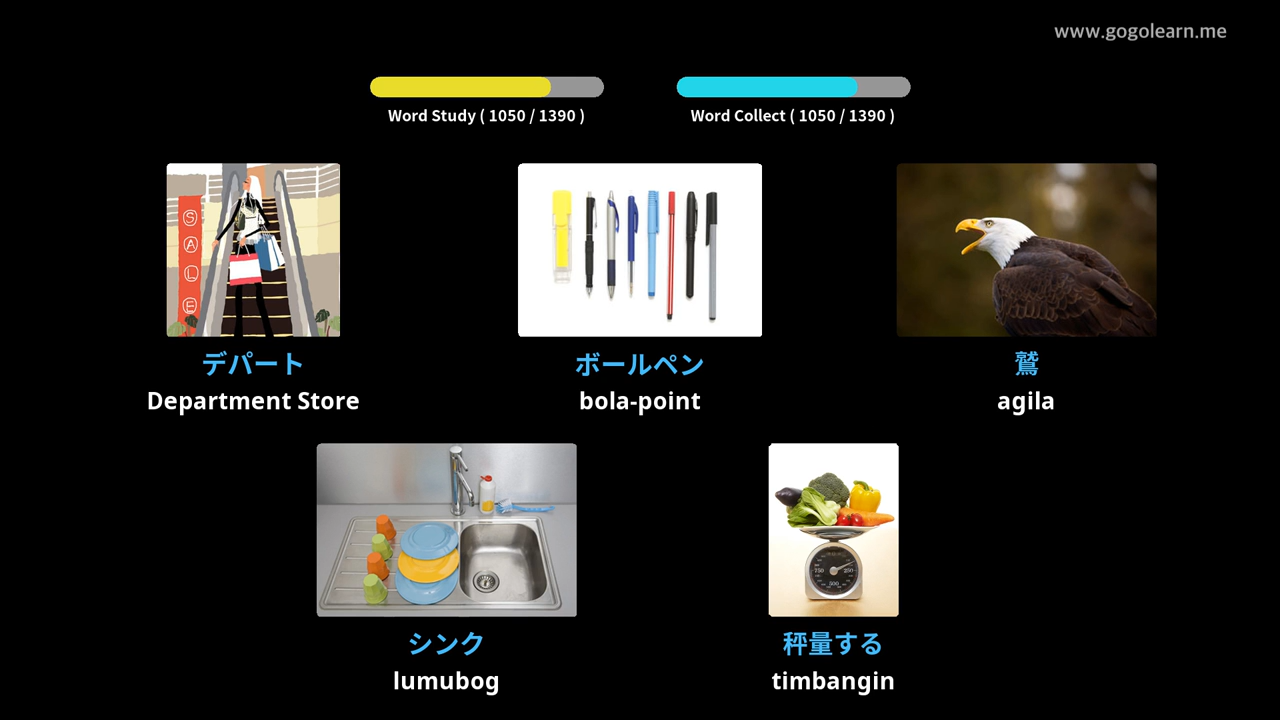 www.gogolearn.me
Word Study ( 1050 / 1390 )
Word Collect ( 1050 / 1390 )
SALE
デパート
Department Store
ボールペン
bola-point
鷲
agila
シンク
lumubog
秤量する
timbangin